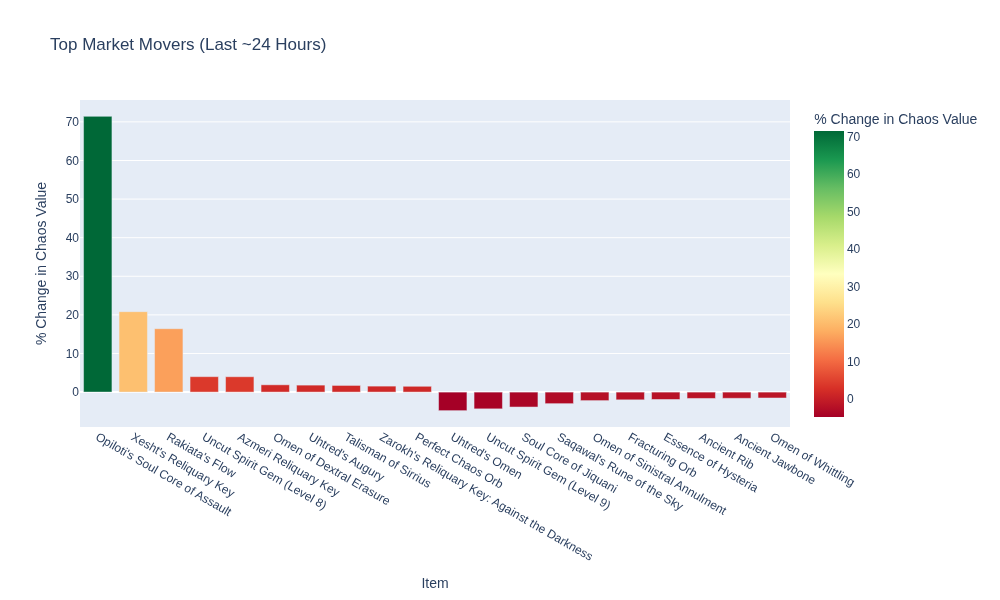 Top Market Movers (Last ~24 Hours)
% Change in Chaos Value
70
60
50
40
30
20
10
0
Opiloti's Soul Core of Assault
Xesht's Reliquary Key
Rakiata's Flow
Uncut Spirit Gem (Level 8)
Azmeri Reliquary Key
Omen of Dextral Erasure
Uhtred's Augury
Talisman of Sirrius
Zarokh's Reliquary Key: Against the Darkness
Perfect Chaos Orb
Uhtred's Omen
Uncut Spirit Gem (Level 9)
Soul Core of Jiquani
Saqawal's Rune of the Sky
Omen of Sinistral Annulment
Fracturing Orb
Essence of Hysteria
Ancient Rib
Ancient Jawbone
Omen of Whittling
Item
% Change in Chaos Value
70
60
50
40
30
20
10
0